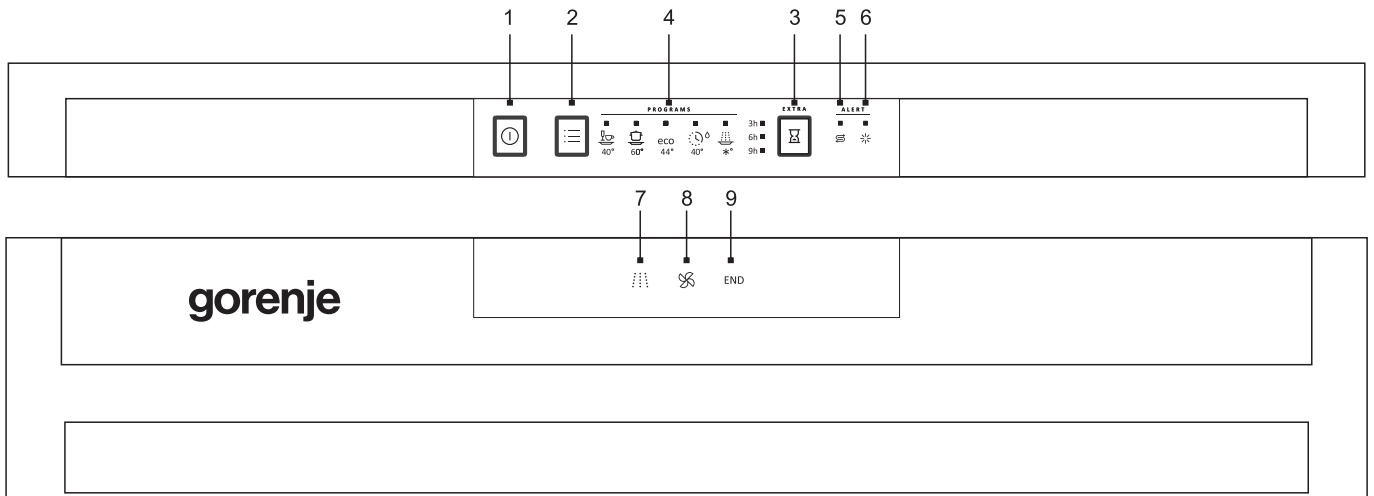 1 2 4 3 5 6
PROGRAMS EXTRA ALERT
3h
6h
eco
9h
40° 60° 44° 40° *°
7 8 9
END
gorenje